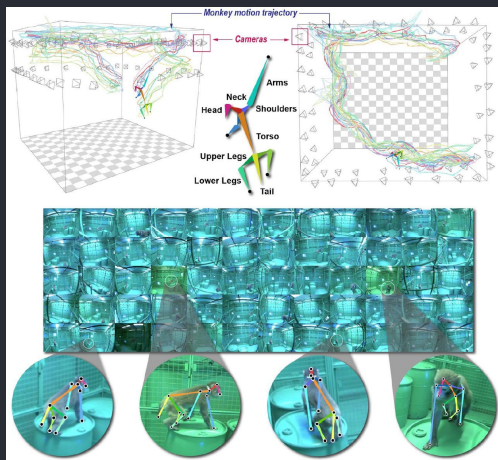 Monkey motion trajectory
Cameras
Arms
Neck
Head
Shoulders
Torso
Upper Legs
Lower Legs
Tail